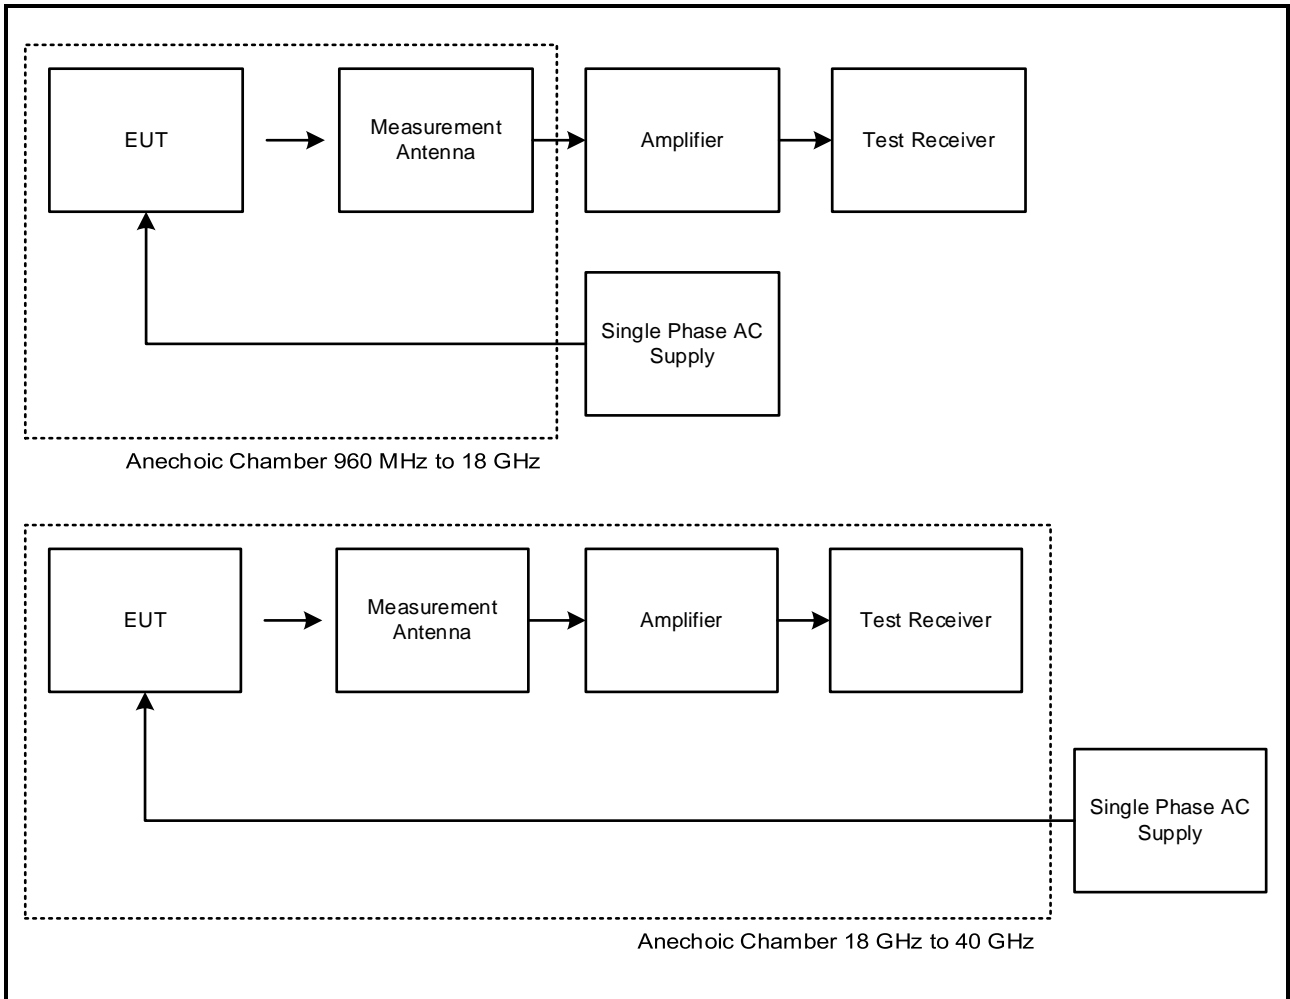 EUT
Measurement
Antenna
Amplifier
Test Receiver
Single Phase AC
Supply
Anechoic Chamber 960 MHz to 18 GHz
EUT
Measurement
Antenna
Amplifier
Test Receiver
Single Phase AC
Supply
Anechoic Chamber 18 GHz to 40 GHz